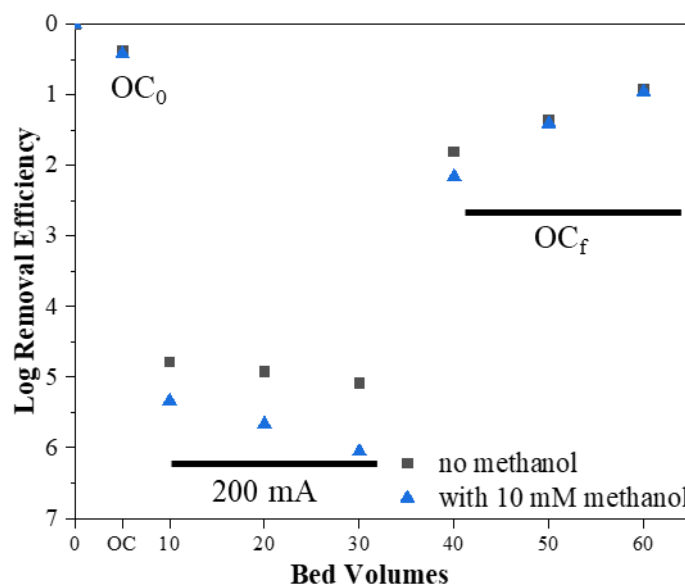 0
1
2
3
4
5
6
7
Log Removal Efficiency
OC0
OCf
200 mA
no methanol
with 10 mM methanol
0 OC 10 20 30 40 50 60
Bed Volumes